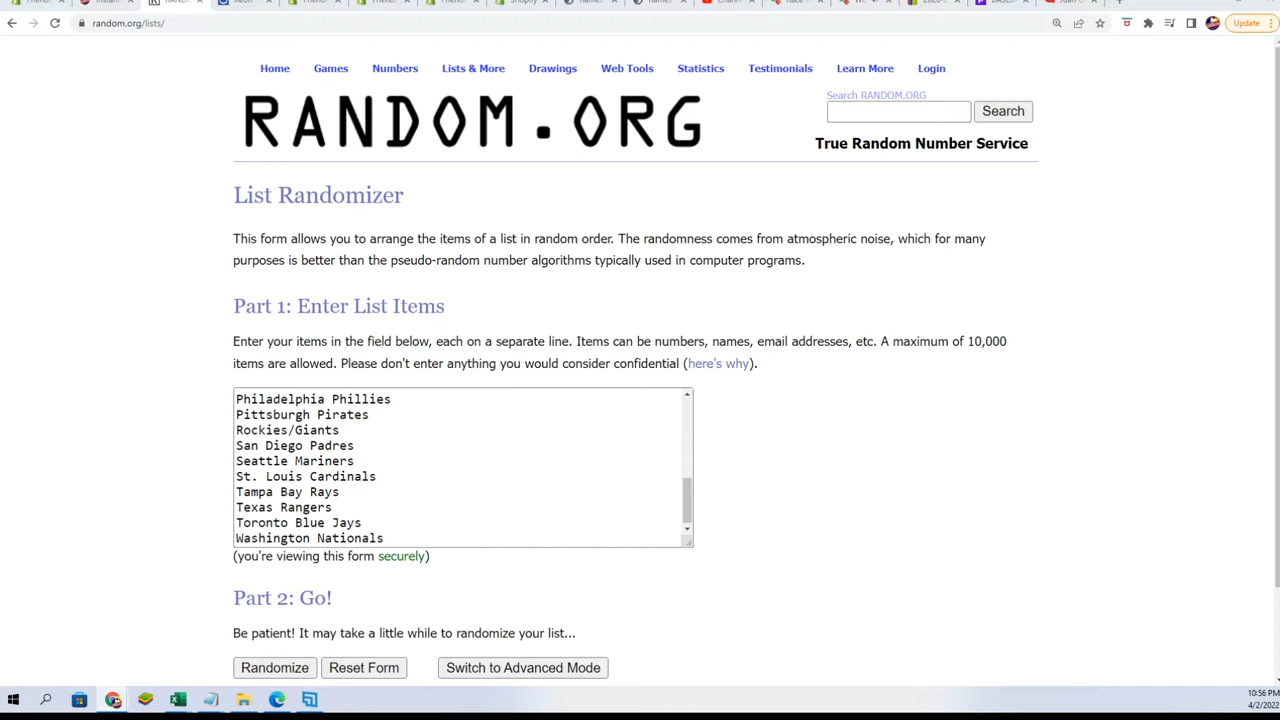 random.org/lists/
Update
Home Games Numbers Lists & More Drawings Web Tools Statistics Testimonials Learn More Login
RANDOM.ORG
Search RANDOM.ORG
Search
True Random Number Service
List Randomizer
This form allows you to arrange the items of a list in random order. The randomness comes from atmospheric noise, which for many
purposes is better than the pseudo-random number algorithms typically used in computer programs.
Part 1: Enter List Items
Enter your items in the field below, each on a separate line. Items can be numbers, names, email addresses, etc. A maximum of 10,000
items are allowed. Please don't enter anything you would consider confidential (here's why).
Philadelphia Phillies
Pittsburgh Pirates
Rockies/Giants
San Diego Padres
Seattle Mariners
St. Louis Cardinals
Tampa Bay Rays
Texas Rangers
Toronto Blue Jays
Washington Nationals
(you're viewing this form securely)
Part 2: Go!
Be patient! It may take a little while to randomize your list...
Randomize Reset Form Switch to Advanced Mode
10:56 PM
4/2/2022